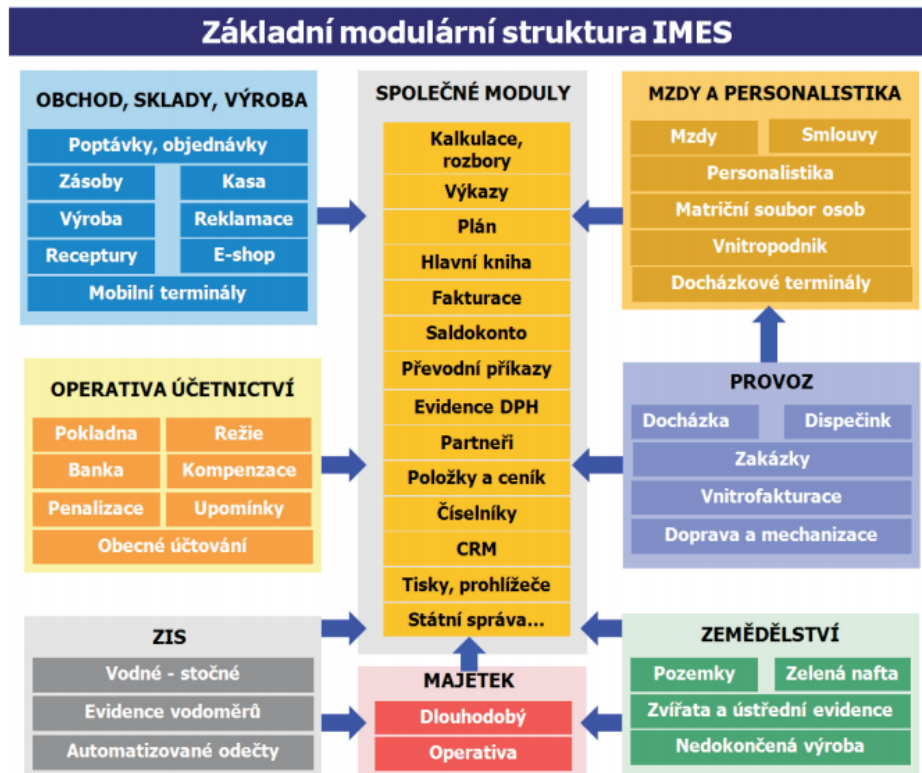 Základní modulární struktura IMES
OBCHOD, SKLADY, VÝROBA
Poptávky, objednávky
Zásoby
Kasa
Výroba
Reklamace
Receptury
E-shop
Mobilní terminály
OPERATIVA ÚČETNICTVÍ
Pokladna
Režie
Banka
Kompenzace
Penalizace
Upomínky
Obecné účtování
ZIS
Vodné - stočné
Evidence vodoměrů
Automatizované odečty
SPOLEČNÉ MODULY
Kalkulace,
rozbory
Výkazy
Plán
Hlavní kniha
Fakturace
Saldokonto
Převodní příkazy
Evidence DPH
Partneři
Položky a ceník
Číselníky
CRM
Tisky, prohlížeče
Státní správa...
MAJETEK
Dlouhodobý
Operativa
MZDY A PERSONALISTIKA
Mzdy
Smlouvy
Personalistika
Matriční soubor osob
Vnitropodnik
Docházkové terminály
PROVOZ
Docházka
Dispečink
Zakázky
Vnitrofakturace
Doprava a mechanizace
ZEMĚDĚLSTVÍ
Pozemky
Zelená nafta
Zvířata a ústřední evidence
Nedokončená výroba